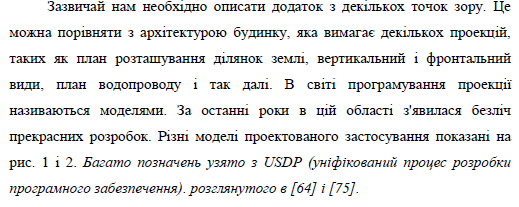 Зазвичай нам необхідно описати додаток з декількох точок зору. Це
можна порівняти з архітектурою будинку, яка вимагає декількох проекцій,
таких як план розташування ділянок землі, вертикальний і фронтальний
види, план водопроводу і так далі. В світі програмування проекції
називаються моделями. За останні роки в цій області з'явилася безліч
прекрасних розробок. Різні моделі проектованого застосування показані на
рис. 1 і 2. Багато позначень узято з USDP (уніфікований процес розробки
програмного забезпечення). розглянутого в [64] і [75].